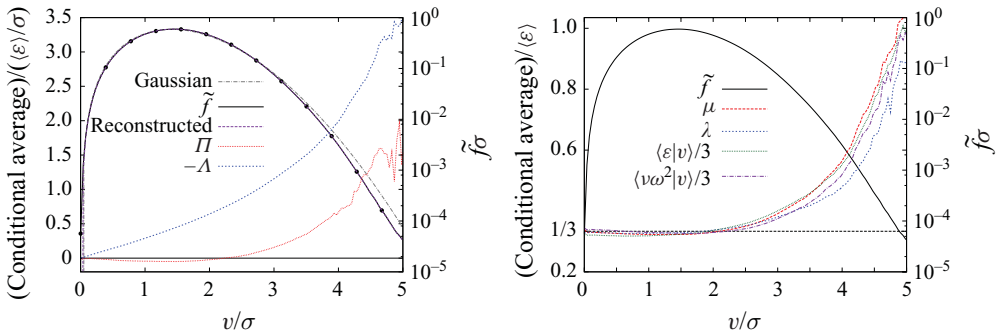 ((Conditional average)/(⟨ε⟩/σ)
3.5
3.0
2.5
2.0
1.5
1.0
0.5
0
Gaussian
f̃
Reconstructed
Π
−Λ
10⁰
10⁻¹
10⁻²
10⁻³
10⁻⁴
10⁻⁵
f̃σ
0 1 2 3 4 5
v/σ
((Conditional average)/⟨ε⟩
1.0
0.8
0.6
1/3
0.2
f̃
μ
λ
⟨ε|v⟩/3
⟨νω²|v⟩/3
10⁰
10⁻¹
10⁻²
10⁻³
10⁻⁴
10⁻⁵
f̃σ
0 1 2 3 4 5
v/σ